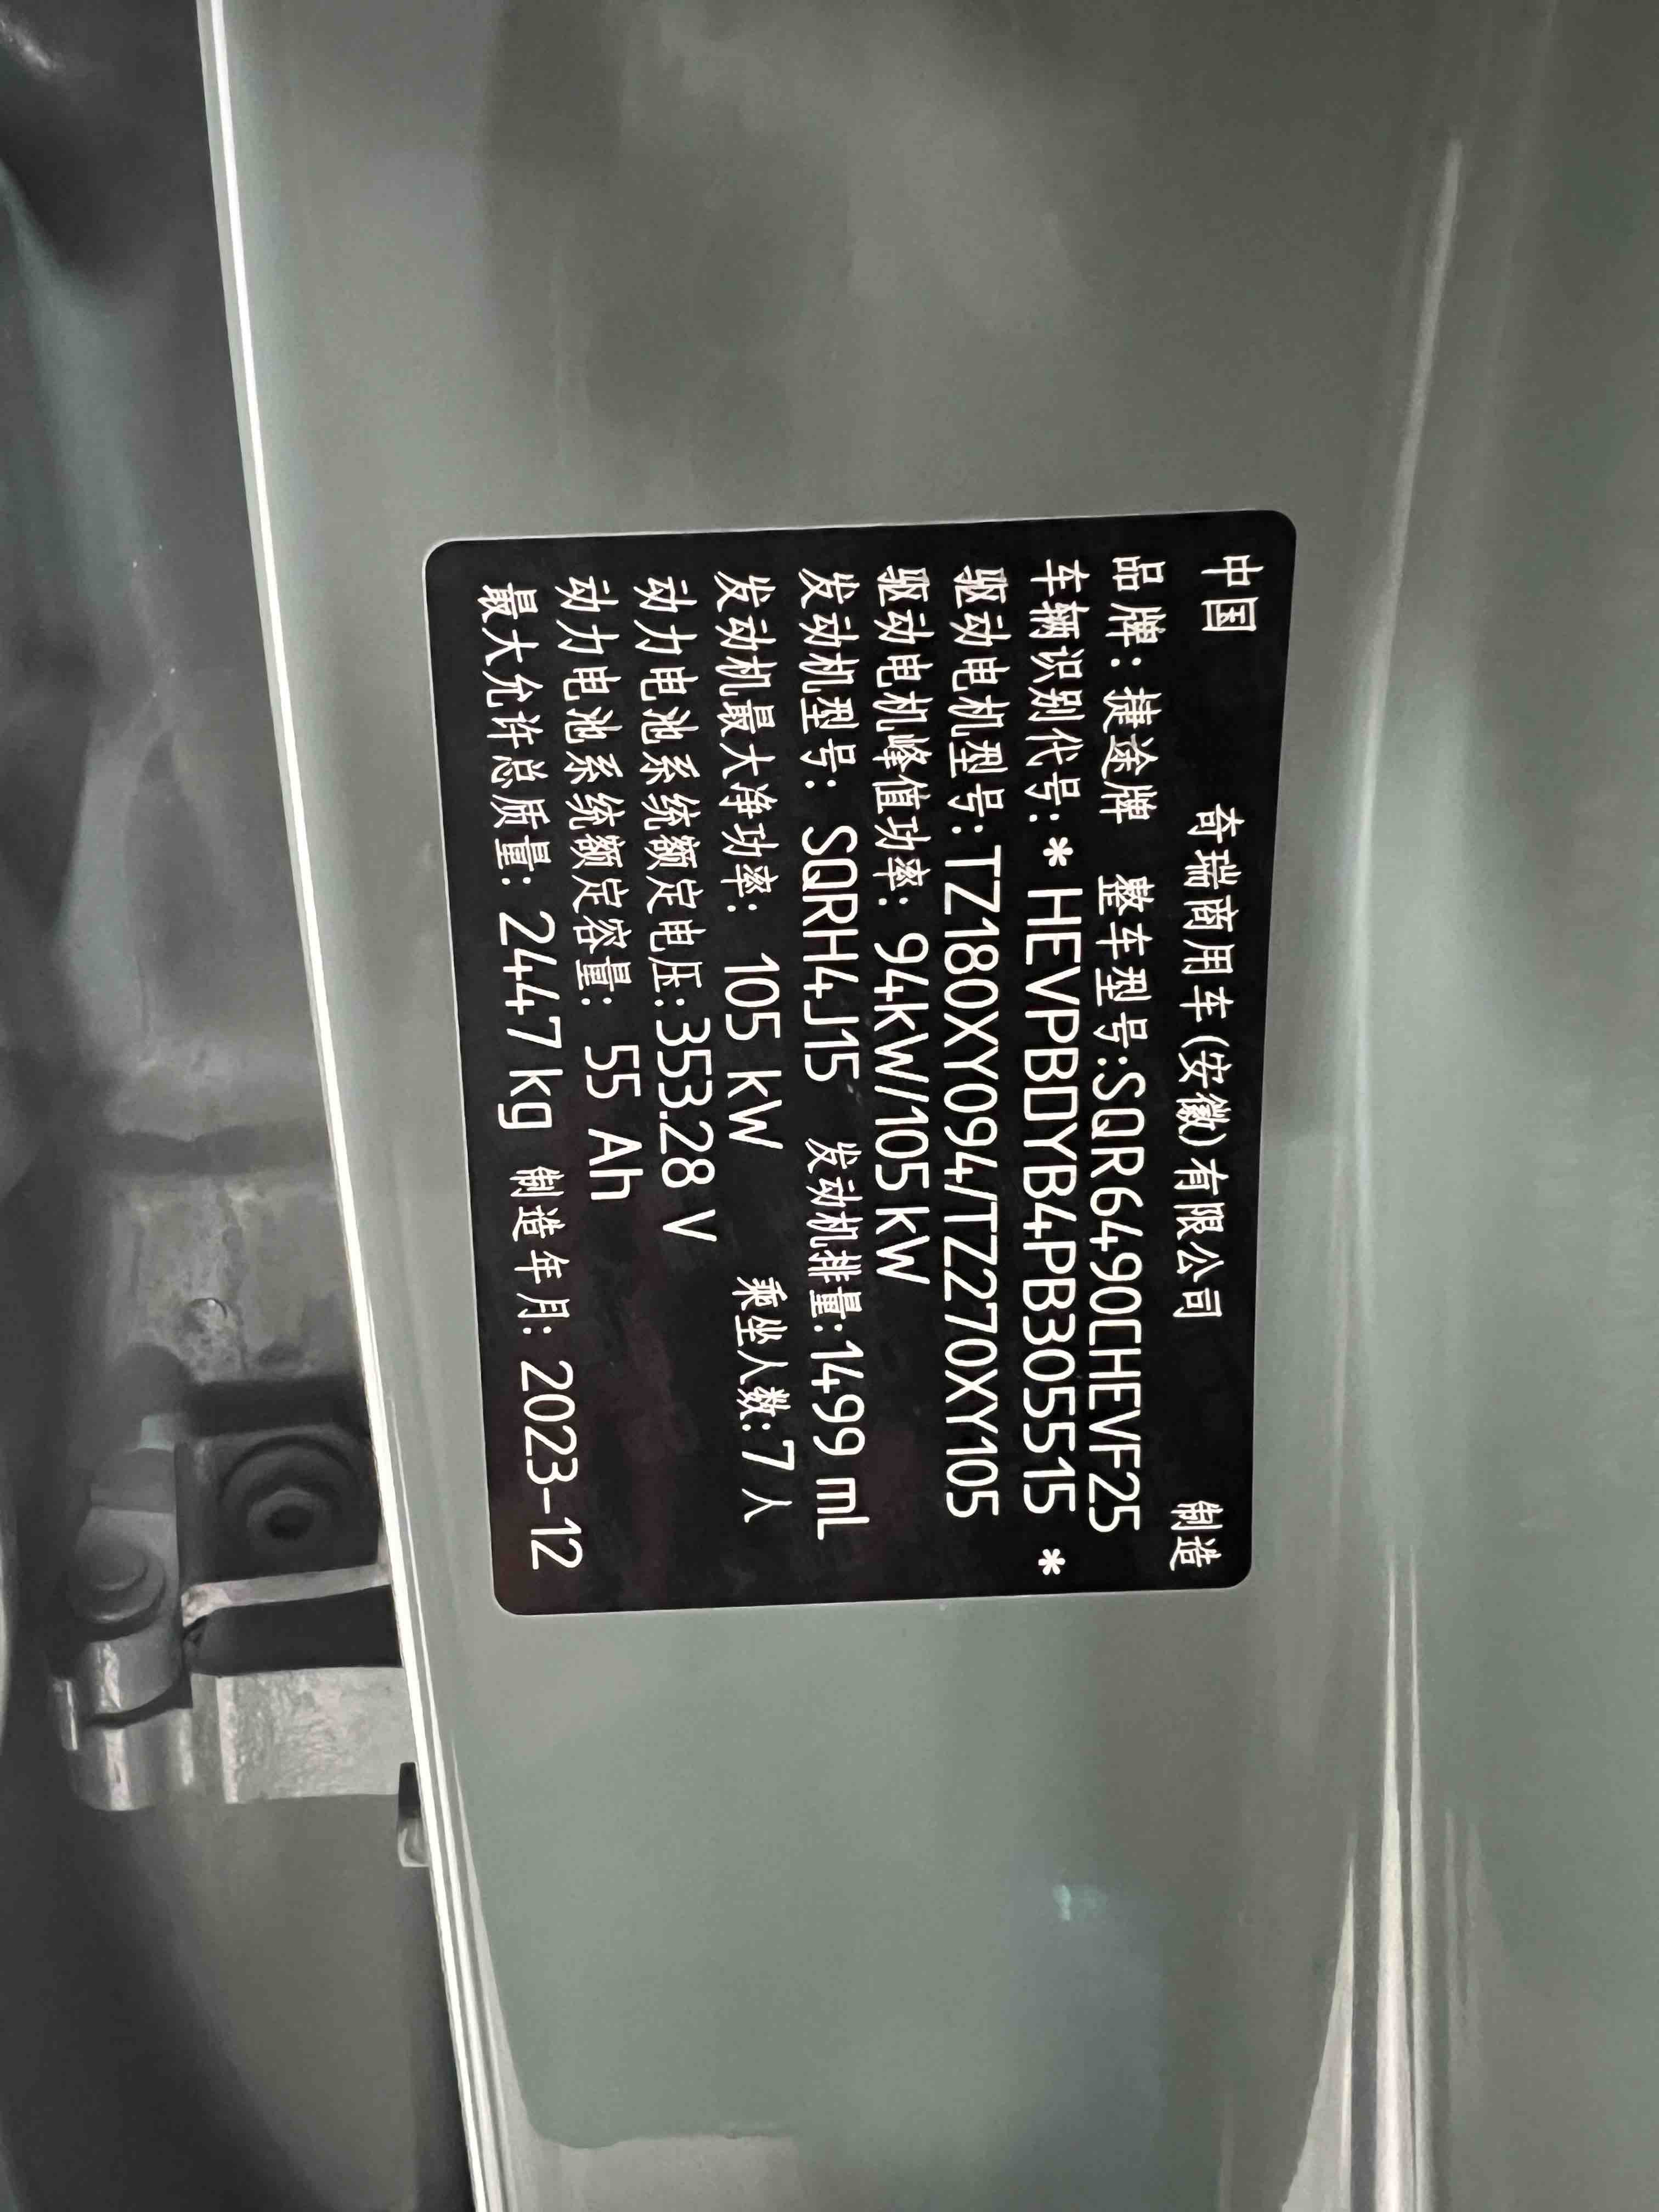 中国 奇瑞商用车(安徽)有限公司 制造
品牌: 捷途牌 整车型号:SQR6490CHEVF25
车辆识别代号:*HEVPBDYB4PB305515*
驱动电机型号:TZ180XY094/TZ270XY105
驱动电机峰值功率: 94kW/105kW
发动机型号: SQRH4J15 发动机排量:1499 mL
发动机最大净功率: 105 kW 乘坐人数:7人
动力电池系统额定电压:353.28 V
动力电池系统额定容量: 55 Ah
最大允许总质量: 2447 kg 制造年月: 2023-12